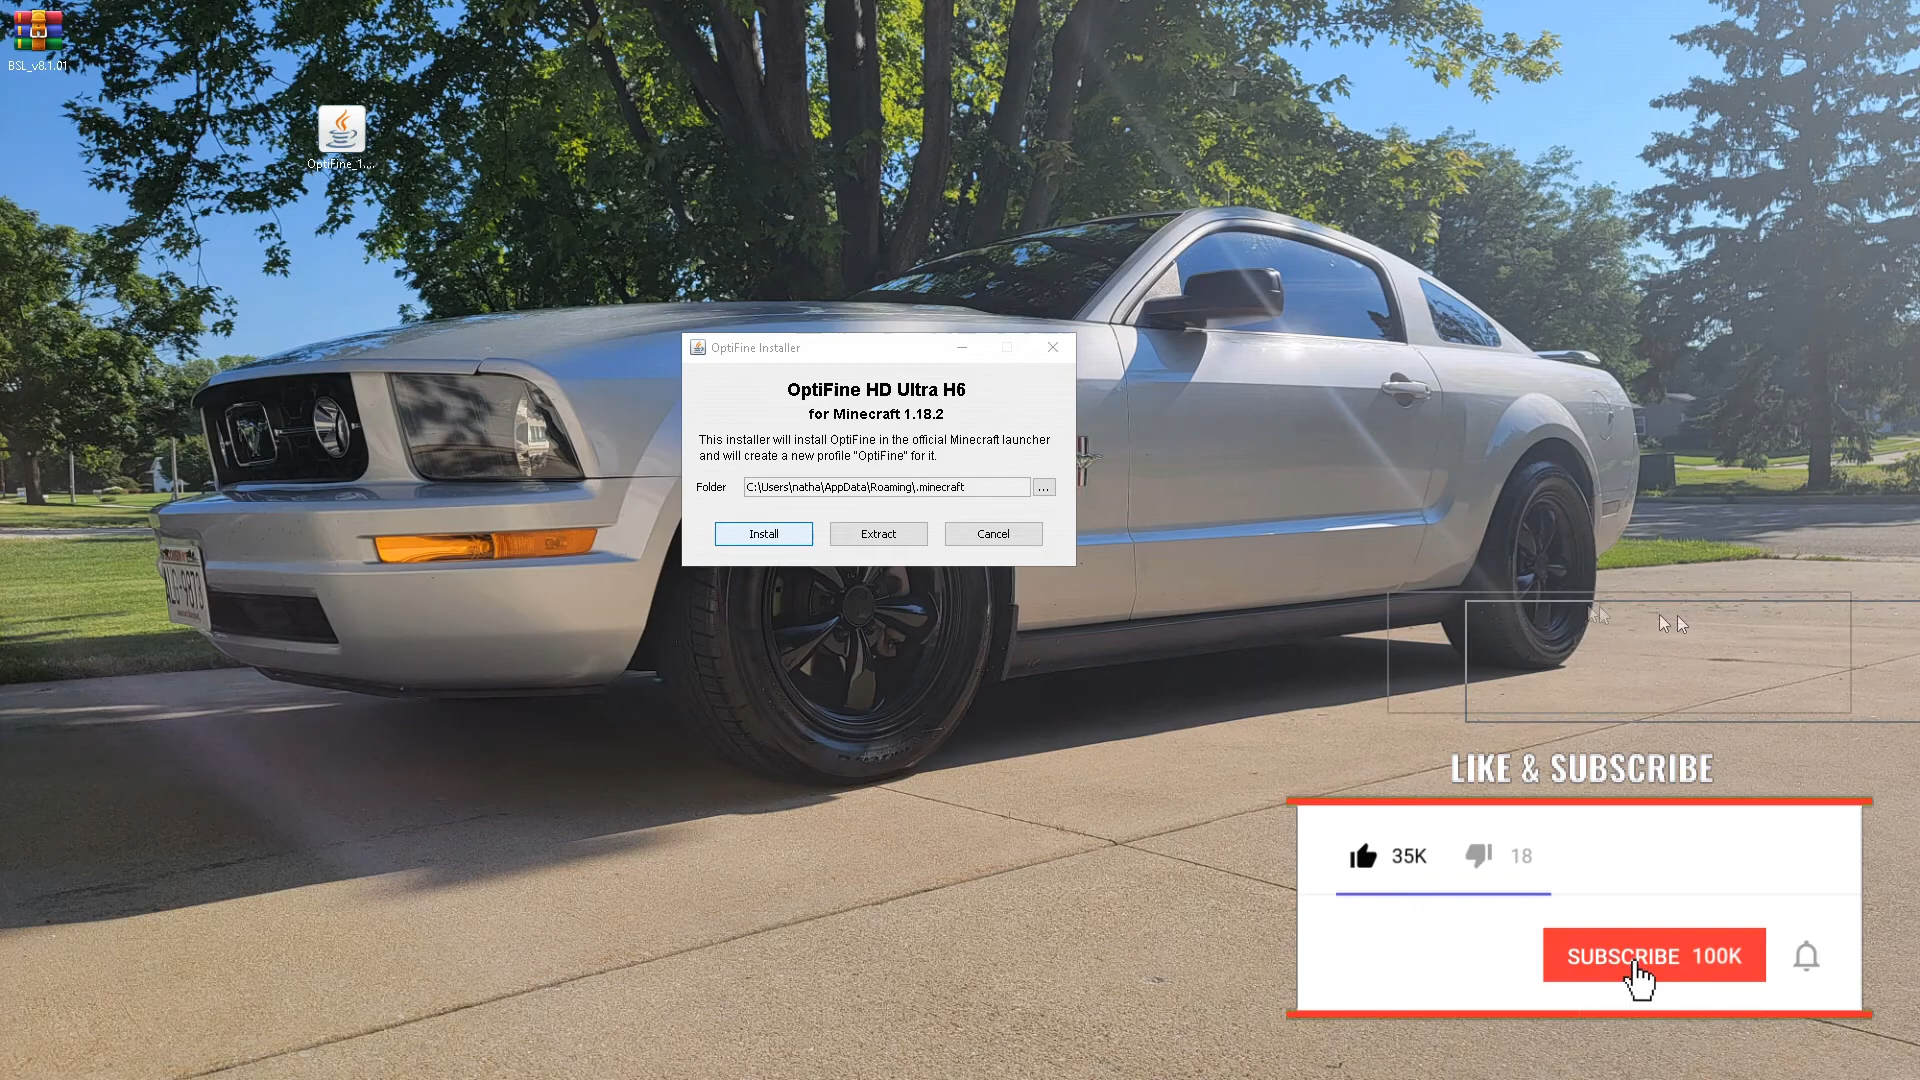 BSL_v8.1.01
OptiFine_1....
OptiFine Installer
OptiFine HD Ultra H6
for Minecraft 1.18.2
This installer will install OptiFine in the official Minecraft launcher
and will create a new profile "OptiFine" for it.
Folder
C:\Users\natha\AppData\Roaming\.minecraft
...
Install
Extract
Cancel
LIKE & SUBSCRIBE
35K
18
SUBSCRIBE 100K